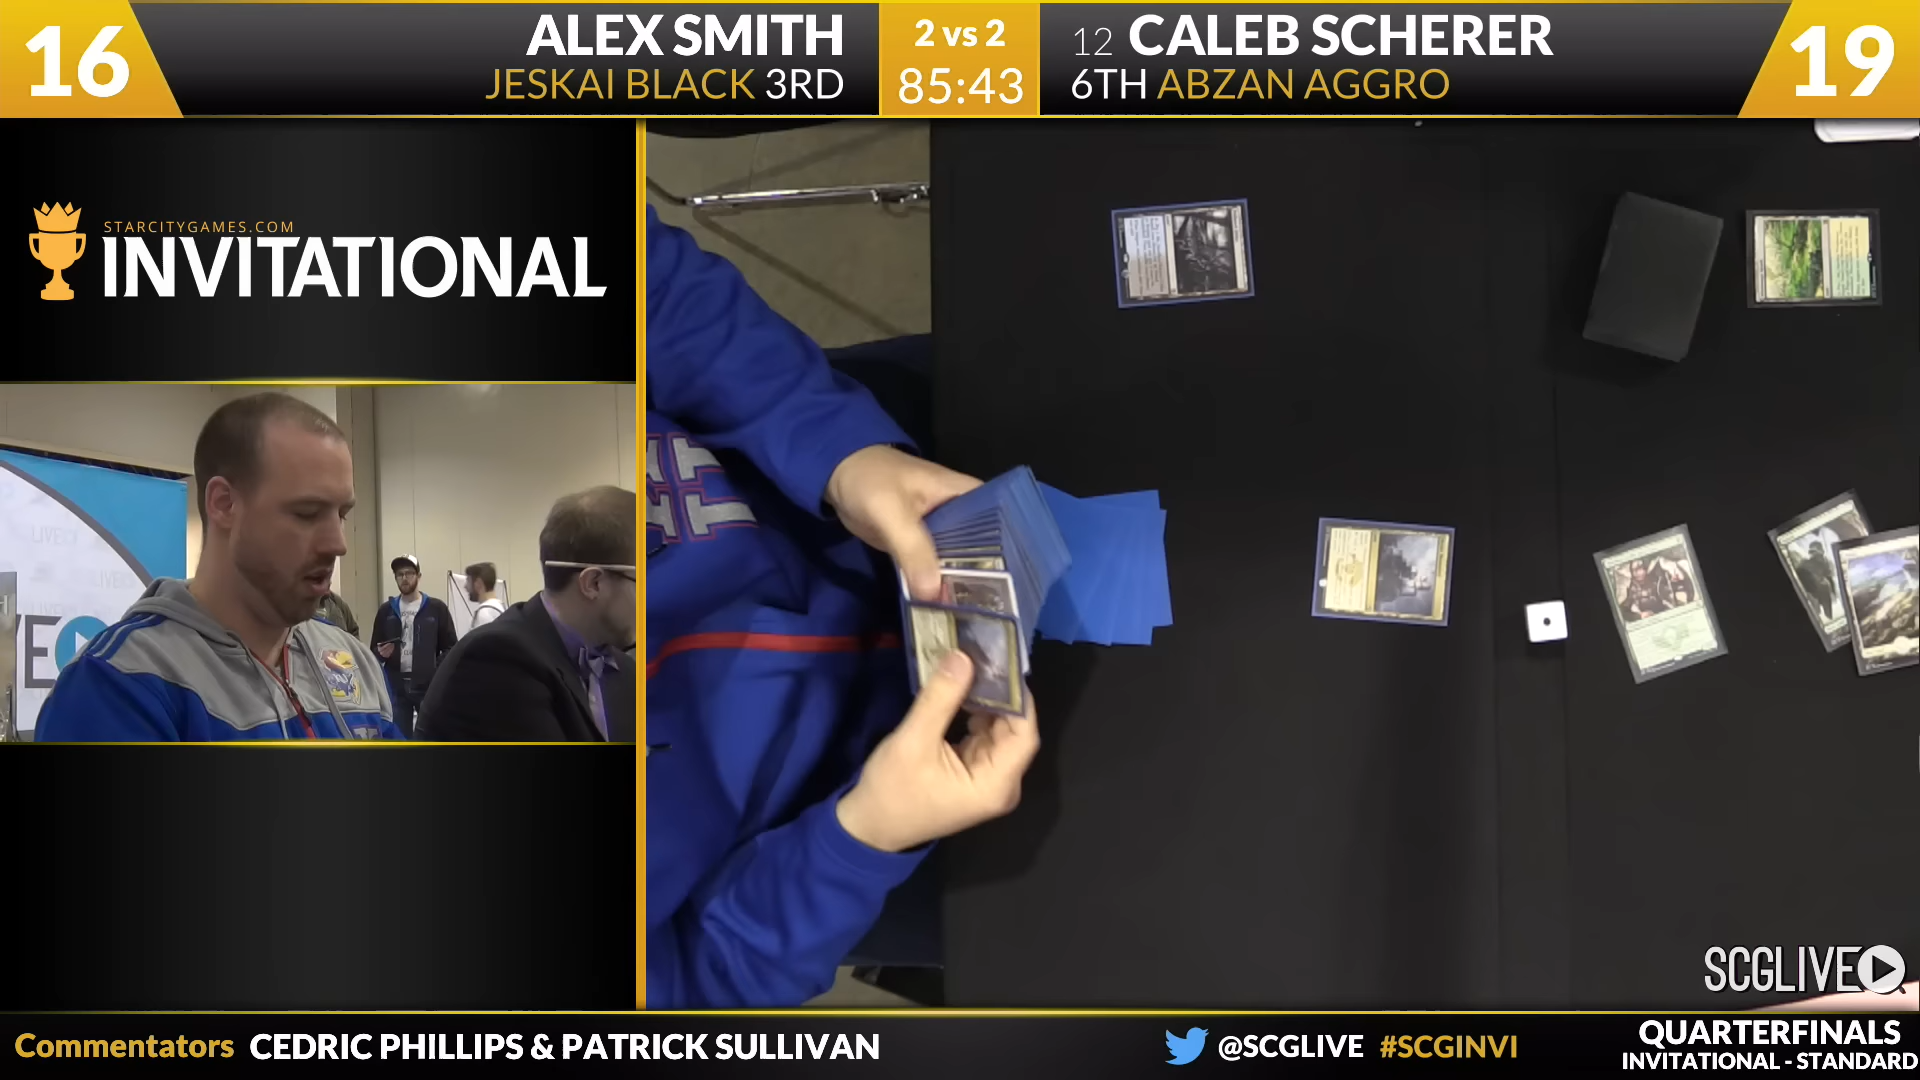 16
ALEX SMITH
JESKAI BLACK 3RD
2 vs 2
85:43
12 CALEB SCHERER
6TH ABZAN AGGRO
19
STARCITYGAMES.COM
INVITATIONAL
LIVE
SCGLIVE
Commentators CEDRIC PHILLIPS & PATRICK SULLIVAN
@SCGLIVE #SCGINVI
QUARTERFINALS
INVITATIONAL - STANDARD